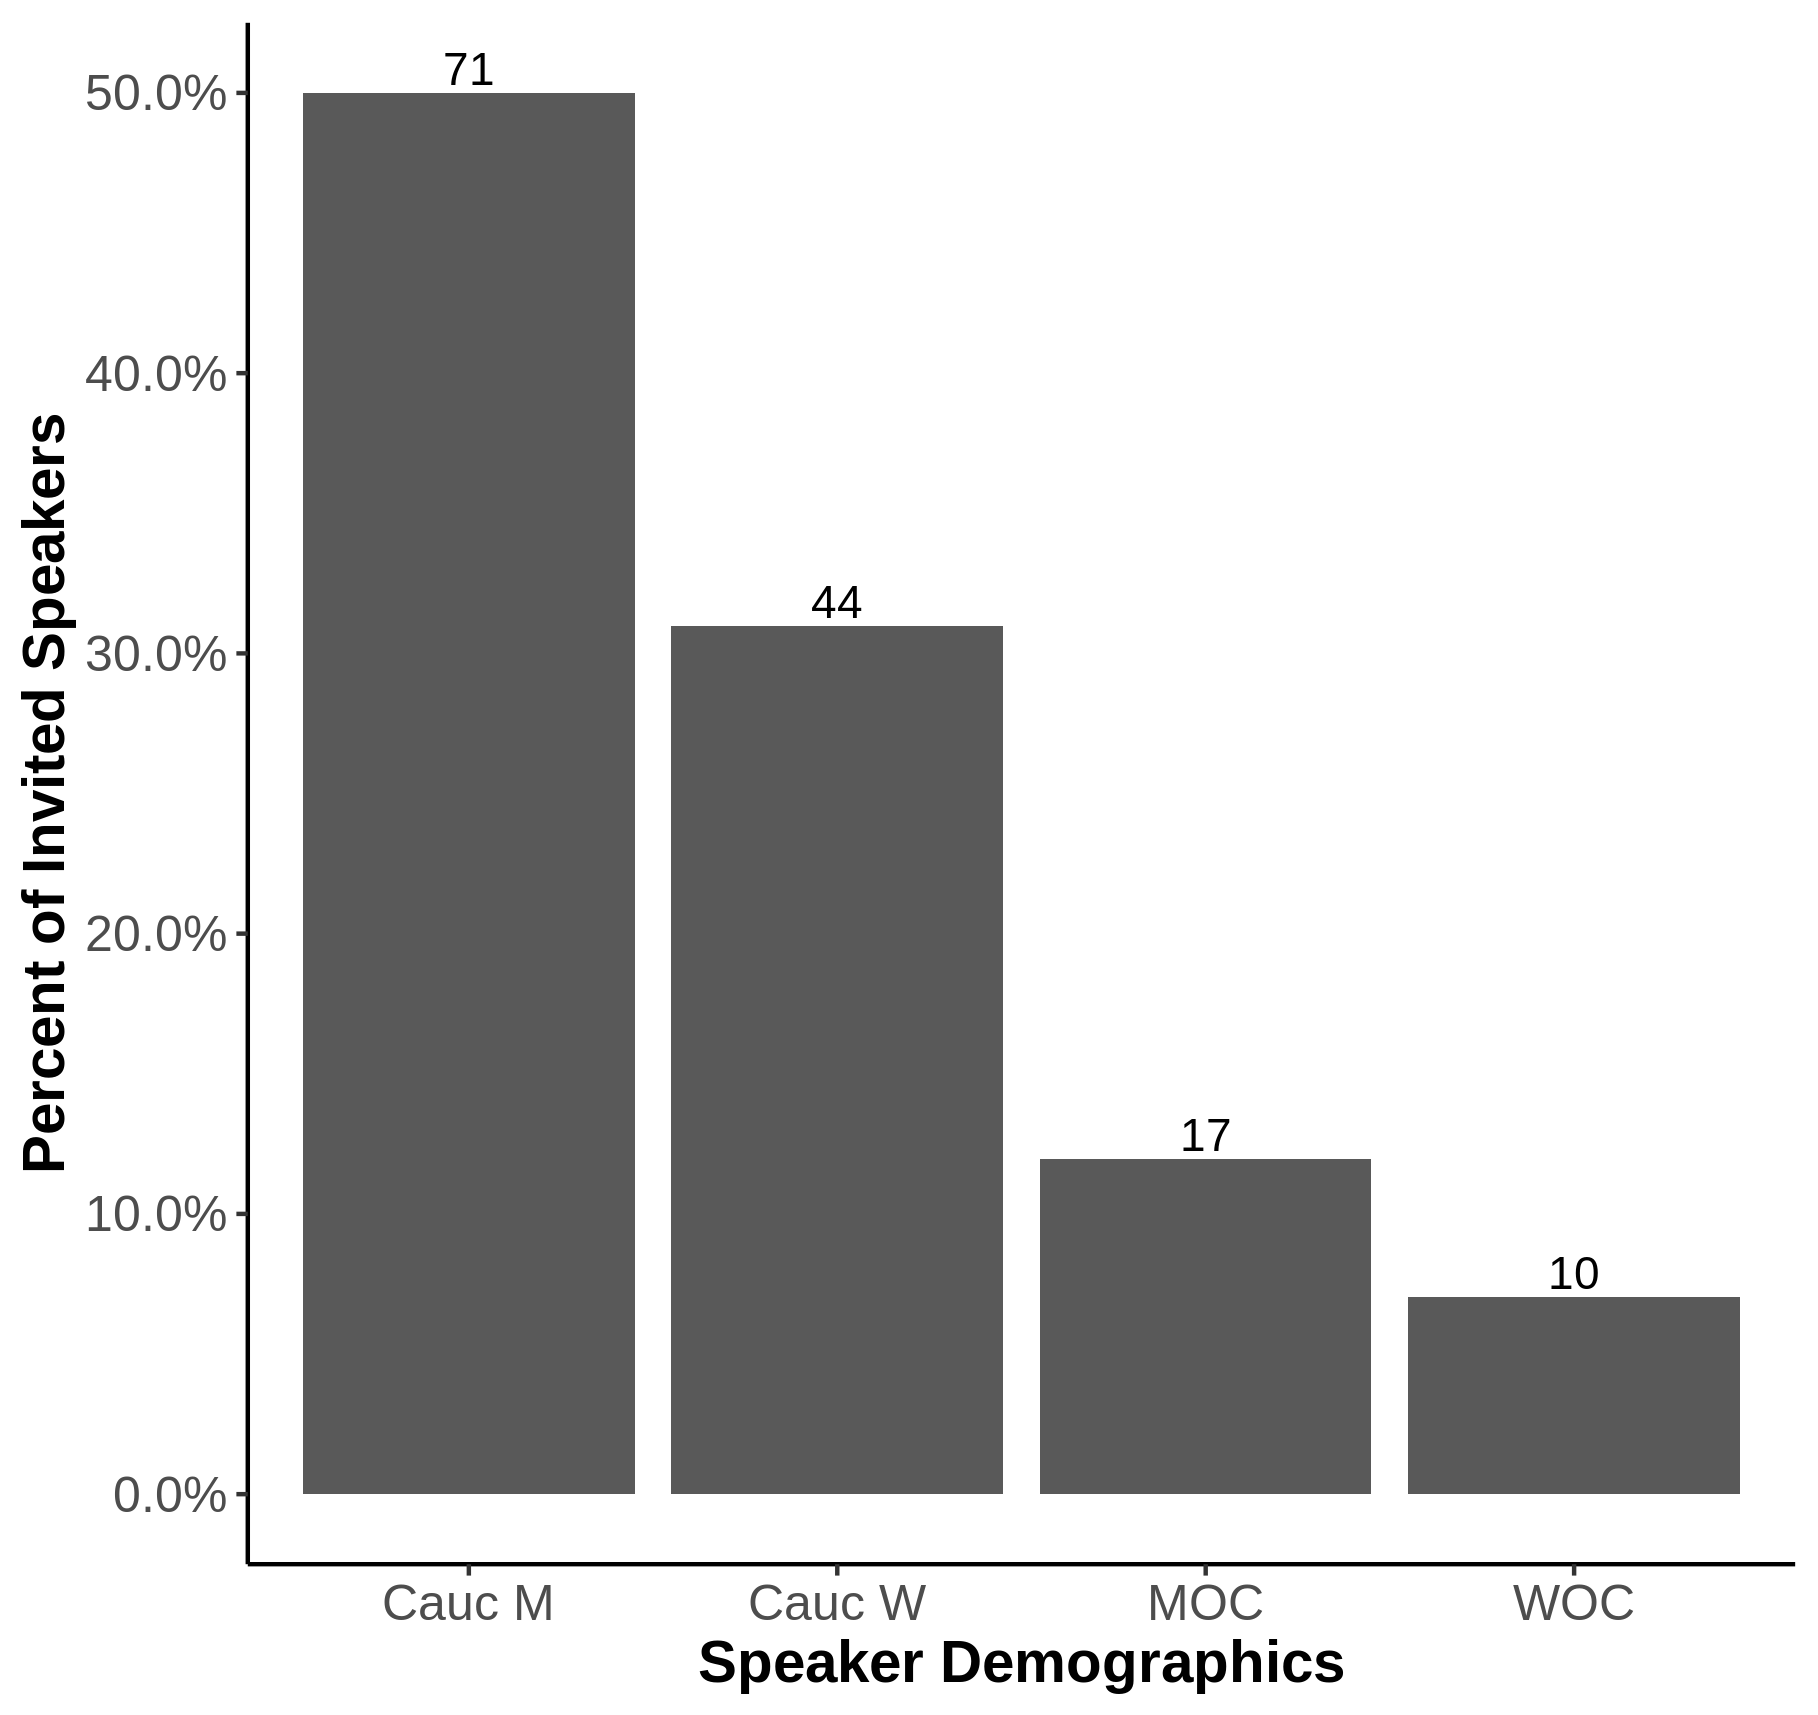 Percent of Invited Speakers
50.0%
40.0%
30.0%
20.0%
10.0%
0.0%
71
44
17
10
Cauc M
Cauc W
MOC
WOC
Speaker Demographics